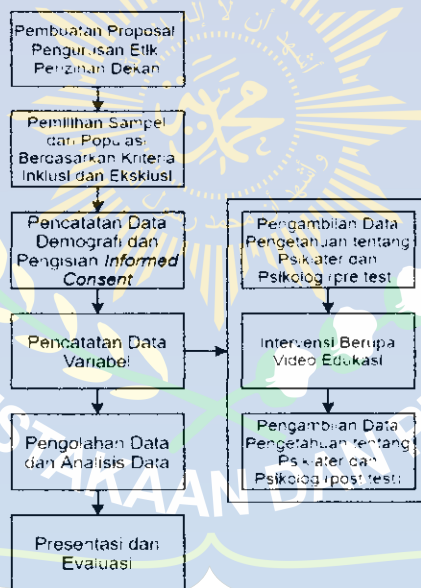 Pembuatan Proposal
Pengurusan Etik
Perizinan Dekan
Pemilihan Sampel
dan Populasi
Berdasarkan Kriteria
Inklusi dan Eksklusi
Pencatatan Data
Demografi dan
Pengisian Informed
Consent
Pencatatan Data
Variabel
Pengolahan Data
dan Analisis Data
Presentasi dan
Evaluasi
Pengambilan Data
Pengetahuan tentang
Psikiater dan
Psikolog (pre test)
Intervensi Berupa
Video Edukasi
Pengambilan Data
Pengetahuan tentang
Psikiater dan
Psikolog (post test)
STAKAAN DAN